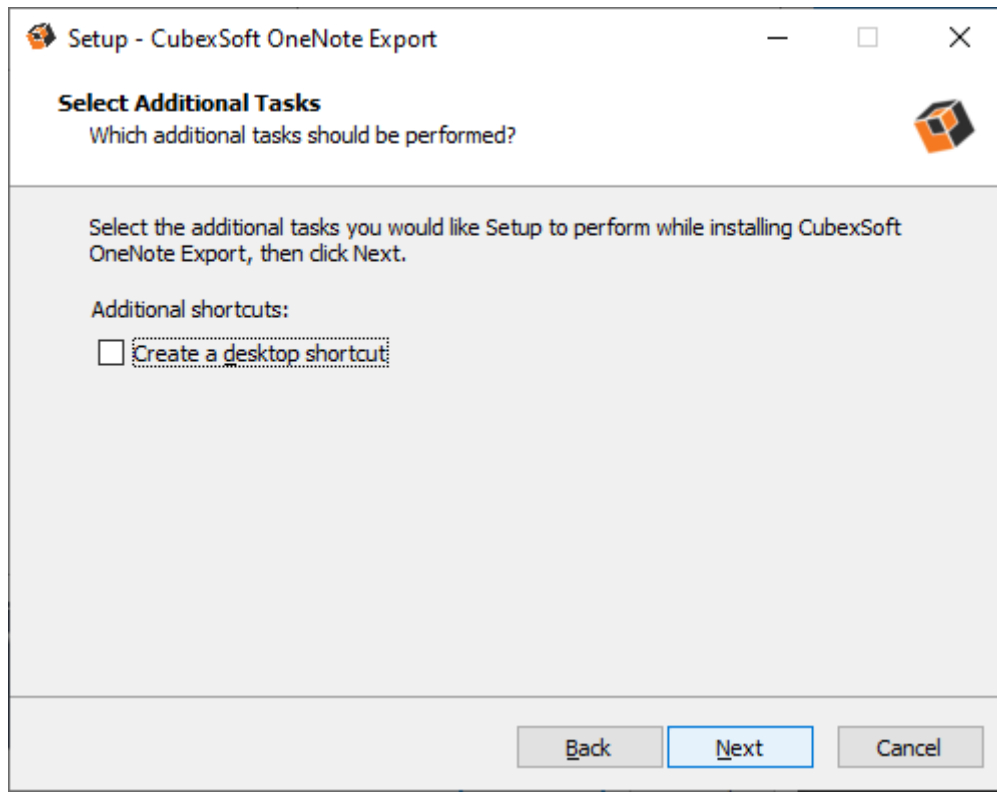 Setup - CubexSoft OneNote Export
Select Additional Tasks
Which additional tasks should be performed?
Select the additional tasks you would like Setup to perform while installing CubexSoft
OneNote Export, then click Next.
Additional shortcuts:
Create a desktop shortcut
Back Next Cancel